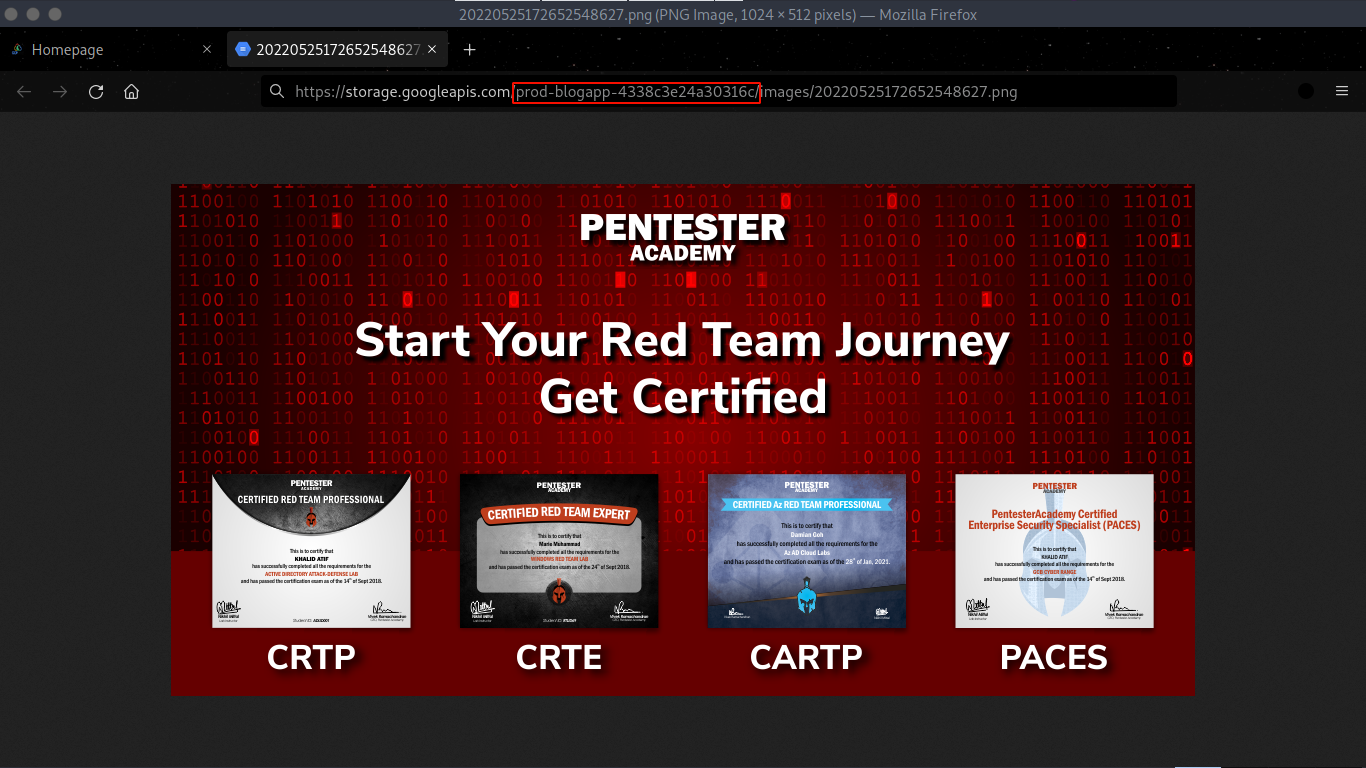 20220525172652548627.png (PNG Image, 1024 × 512 pixels) — Mozilla Firefox
Homepage
20220525172652548627.
https://storage.googleapis.com/prod-blogapp-4338c3e24a30316c/images/20220525172652548627.png
PENTESTER
ACADEMY
Start Your Red Team Journey
Get Certified
PENTESTER
ACADEMY
CERTIFIED RED TEAM PROFESSIONAL
This is to certify that
KHALID ATIF
has successfully completed all the requirements for the
ACTIVE DIRECTORY ATTACK-DEFENSE LAB
and has passed the certification exam as of the 14th of Sept 2018.
PENTESTER
ACADEMY
CERTIFIED RED TEAM EXPERT
This is to certify that
Marie Muhammad
has successfully completed all the requirements for the
WINDOWS RED TEAM LAB
and has passed the certification exam as of the 24th of Sept 2018.
PENTESTER
ACADEMY
CERTIFIED Az RED TEAM PROFESSIONAL
This is to certify that
Damian Goh
has successfully completed all the requirements for the
Az AD Cloud Labs
and has passed the certification exam as of the 28th of Jan, 2021.
PENTESTER
ACADEMY
PentesterAcademy Certified
Enterprise Security Specialist (PACES)
This is to certify that
KHALID ATIF
has successfully completed all the requirements for the
GCB CYBER RANGE
and has passed the certification exam as of the 14th of Sept 2018.
CRTP
CRTE
CARTP
PACES